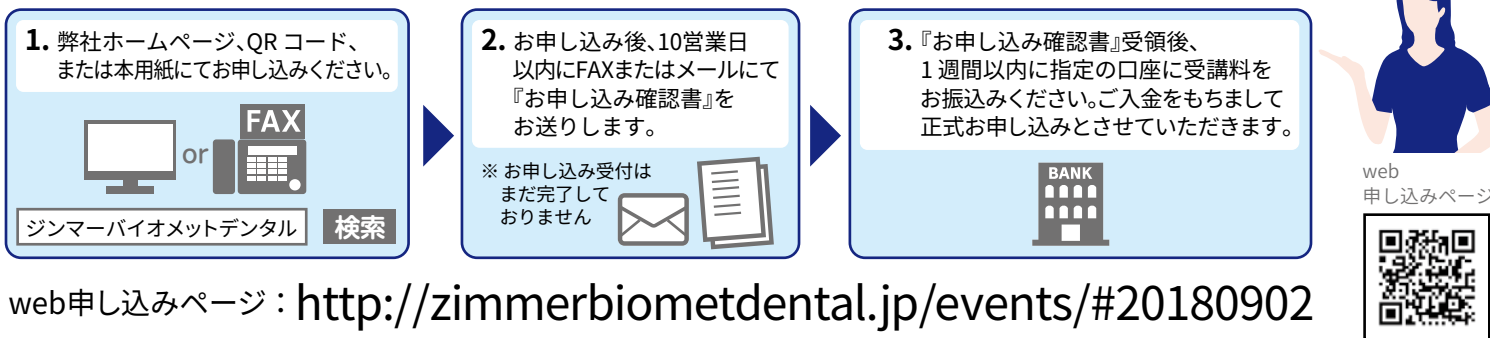 1. 弊社ホームページ、QR コード、
または本用紙にてお申し込みください。
FAX
or
ジンマーバイオメットデンタル 検索
2. お申し込み後、10営業日
以内にFAXまたはメールにて
『お申し込み確認書』を
お送りします。
※ お申し込み受付は
まだ完了して
おりません
3. 『お申し込み確認書』受領後、
1 週間以内に指定の口座に受講料を
お振込みください。ご入金をもちまして
正式お申し込みとさせていただきます。
BANK
web
申し込みページ
web申し込みページ：http://zimmerbiometdental.jp/events/#20180902